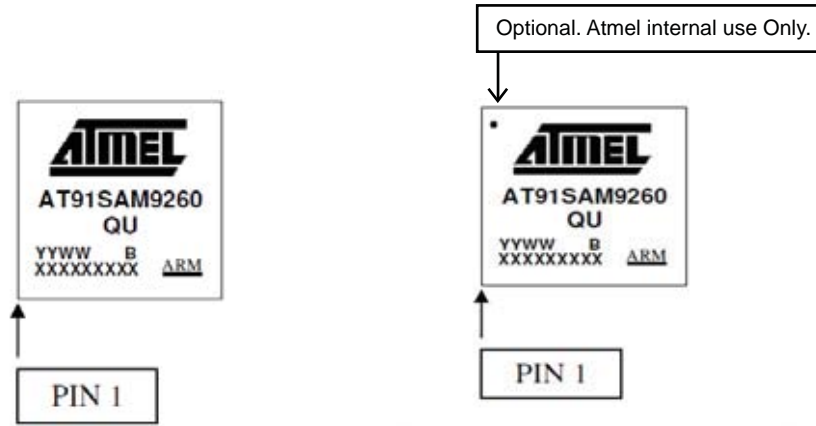 Optional. Atmel internal use Only.
ATMEL
AT91SAM9260
QU
YYWW B
XXXXXXXXX ARM
PIN 1
ATMEL
AT91SAM9260
QU
YYWW B
XXXXXXXXX ARM
PIN 1